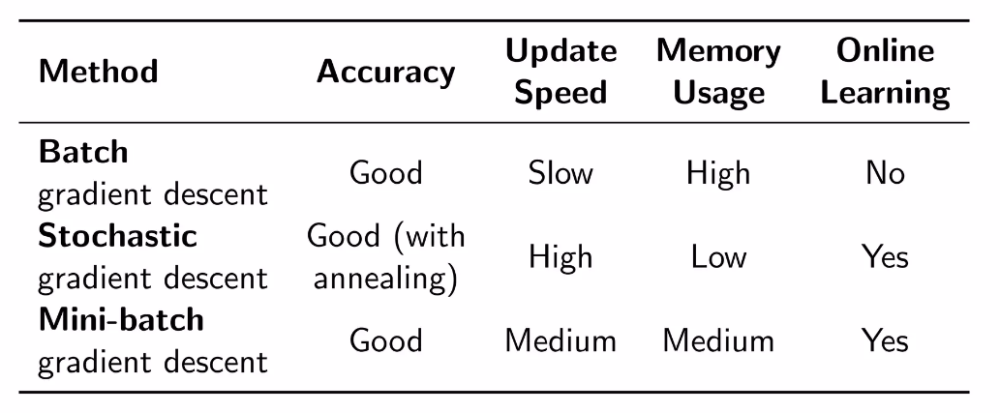 Method Accuracy Update Speed Memory Usage Online Learning
Batch gradient descent Good Slow High No
Stochastic gradient descent Good (with annealing) High Low Yes
Mini-batch gradient descent Good Medium Medium Yes